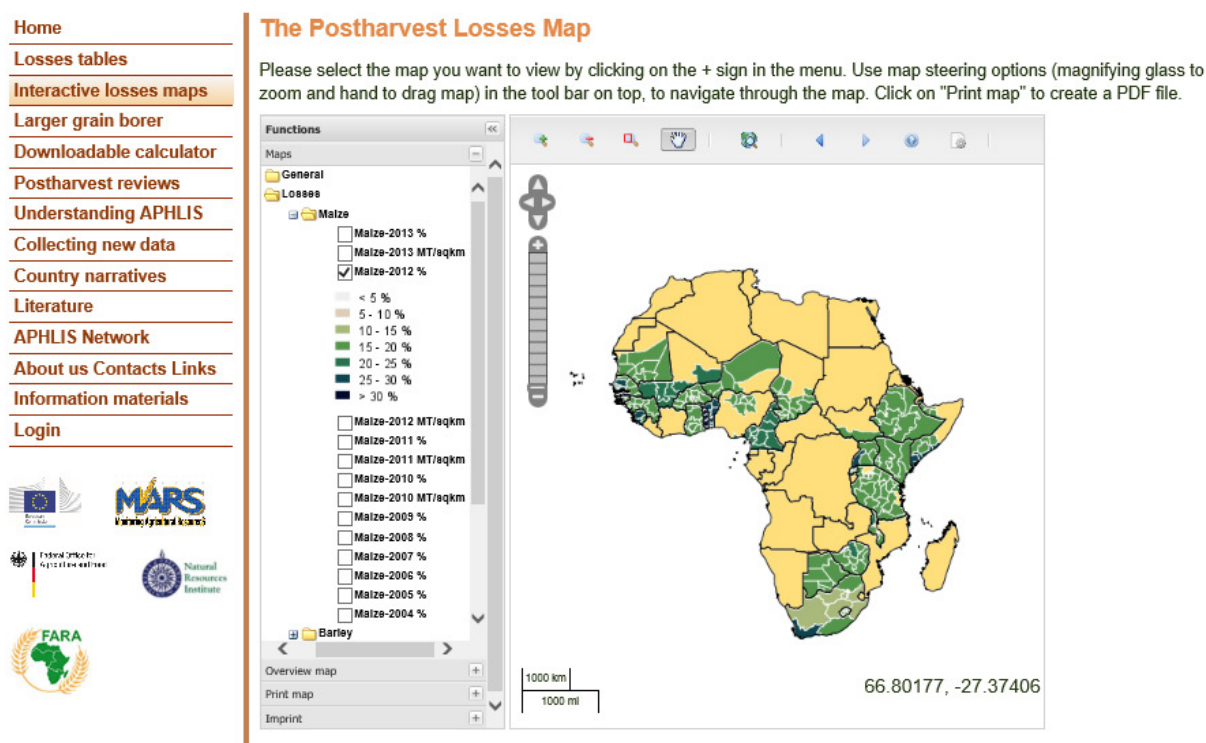 Home
Losses tables
Interactive losses maps
Larger grain borer
Downloadable calculator
Postharvest reviews
Understanding APHLIS
Collecting new data
Country narratives
Literature
APHLIS Network
About us Contacts Links
Information materials
Login
MARS
Natural
Resources
Institute
FARA
The Postharvest Losses Map
Please select the map you want to view by clicking on the + sign in the menu. Use map steering options (magnifying glass to
zoom and hand to drag map) in the tool bar on top, to navigate through the map. Click on "Print map" to create a PDF file.
Functions
Maps
General
Losses
Maize
Maize-2013 %
Maize-2013 MT/sqkm
Maize-2012 %
< 5 %
5 - 10 %
10 - 15 %
15 - 20 %
20 - 25 %
25 - 30 %
> 30 %
Maize-2012 MT/sqkm
Maize-2011 %
Maize-2011 MT/sqkm
Maize-2010 %
Maize-2010 MT/sqkm
Maize-2009 %
Maize-2008 %
Maize-2007 %
Maize-2006 %
Maize-2005 %
Maize-2004 %
Barley
Overview map
Print map
Imprint
1000 km
1000 mi
66.80177, -27.37406